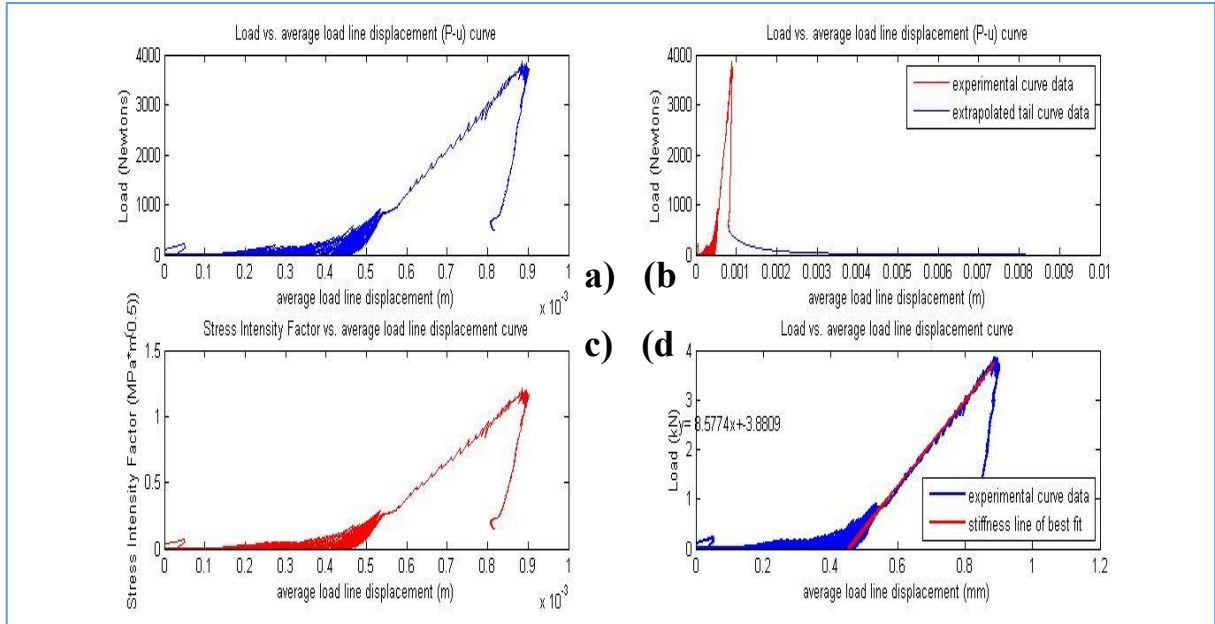 Load vs. average load line displacement (P-u) curve
4000
3000
2000
1000
0
Load (Newtons)
0 0.1 0.2 0.3 0.4 0.5 0.6 0.7 0.8 0.9 1
average load line displacement (m)
x 10⁻³
a)
Load vs. average load line displacement (P-u) curve
4000
3000
2000
1000
0
Load (Newtons)
experimental curve data
extrapolated tail curve data
0 0.001 0.002 0.003 0.004 0.005 0.006 0.007 0.008 0.009 0.01
average load line displacement (m)
(b
Stress Intensity Factor vs. average load line displacement curve
1.5
1
0.5
0
Stress Intensity Factor (MPa*m(0.5))
0 0.1 0.2 0.3 0.4 0.5 0.6 0.7 0.8 0.9 1
average load line displacement (m)
x 10⁻³
c)
(d
Load vs. average load line displacement curve
4
3
2
1
0
Load (kN)
y= 8.5774x+-3.8809
experimental curve data
stiffness line of best fit
0 0.2 0.4 0.6 0.8 1 1.2
average load line displacement (mm)